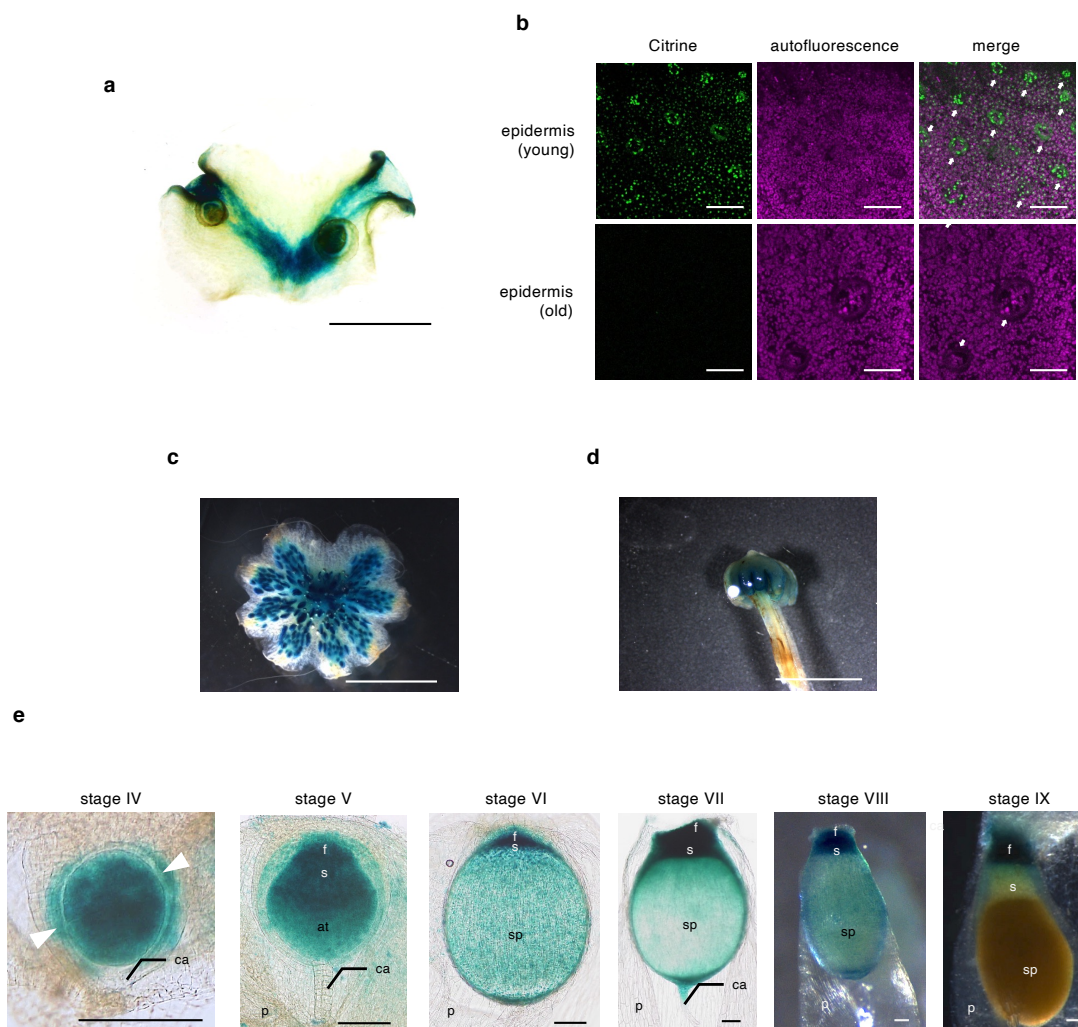 a
b
Citrine autofluorescence merge
epidermis
(young)
epidermis
(old)
c
d
e
stage IV stage V stage VI stage VII stage VIII stage IX
ca
f
s
at
ca
p
f
s
sp
p
f
s
sp
ca
p
f
s
sp
p
f
s
sp
p